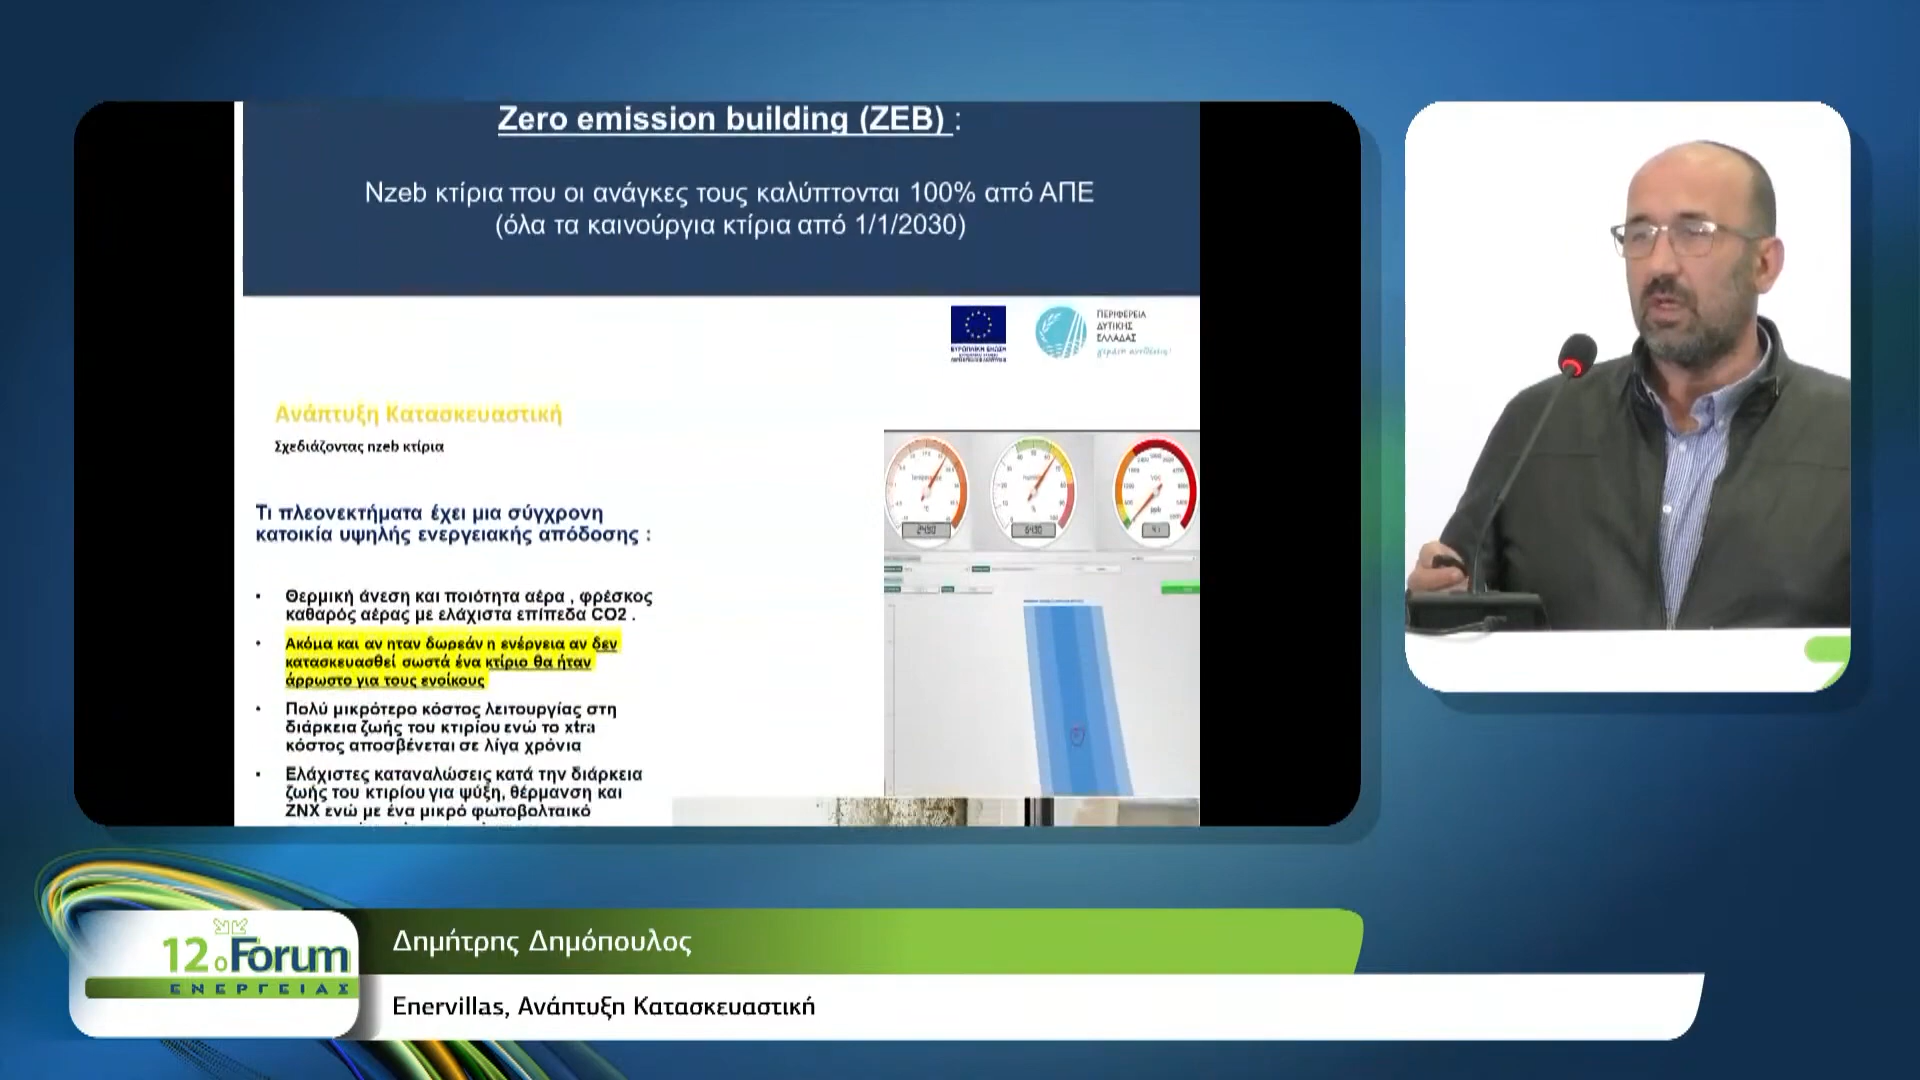 Zero emission building (ZEB) :
Nzeb κτίρια που οι ανάγκες τους καλύπτονται 100% από ΑΠΕ
(όλα τα καινούργια κτίρια από 1/1/2030)
ΕΥΡΩΠΑΪΚΗ ΕΝΩΣΗ
ΠΕΡΙΦΕΡΕΙΑ
ΔΥΤΙΚΗΣ
ΕΛΛΑΔΑΣ
Ανάπτυξη Κατασκευαστική
Σχεδιάζοντας nzeb κτίρια
Τι πλεονεκτήματα έχει μια σύγχρονη
κατοικία υψηλής ενεργειακής απόδοσης :
• Θερμική άνεση και ποιότητα αέρα , φρέσκος
καθαρός αέρας με ελάχιστα επίπεδα CO2 .
• Ακόμα και αν ηταν δωρεάν η ενέργεια αν δεν
κατασκευασθεί σωστά ένα κτίριο θα ήταν
άρρωστο για τους ενοίκους
• Πολύ μικρότερο κόστος λειτουργίας στη
διάρκεια ζωής του κτιρίου ενώ το xtra
κόστος αποσβένεται σε λίγα χρόνια
• Ελάχιστες καταναλώσεις κατά την διάρκεια
ζωής του κτιρίου για ψύξη, θέρμανση και
ΖΝΧ ενώ με ένα μικρό φωτοβολταικό
12ο Forum
ΕΝΕΡΓΕΙΑΣ
Δημήτρης Δημόπουλος
Enervillas, Ανάπτυξη Κατασκευαστική